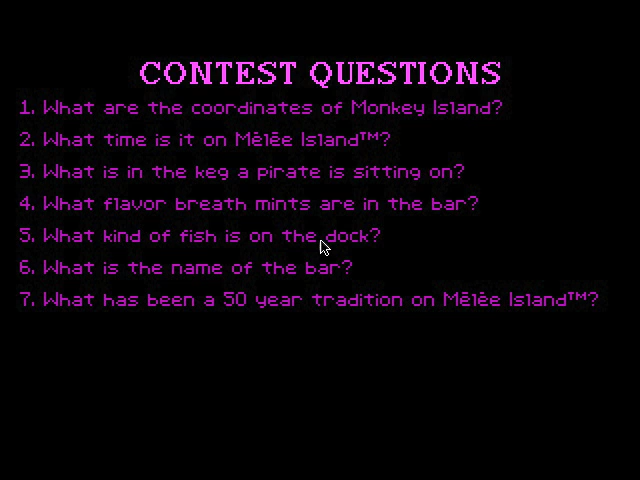 CONTEST QUESTIONS
1. What are the coordinates of Monkey Island?
2. What time is it on Mêlée Island™?
3. What is in the keg a pirate is sitting on?
4. What flavor breath mints are in the bar?
5. What kind of fish is on the dock?
6. What is the name of the bar?
7. What has been a 50 year tradition on Mêlée Island™?